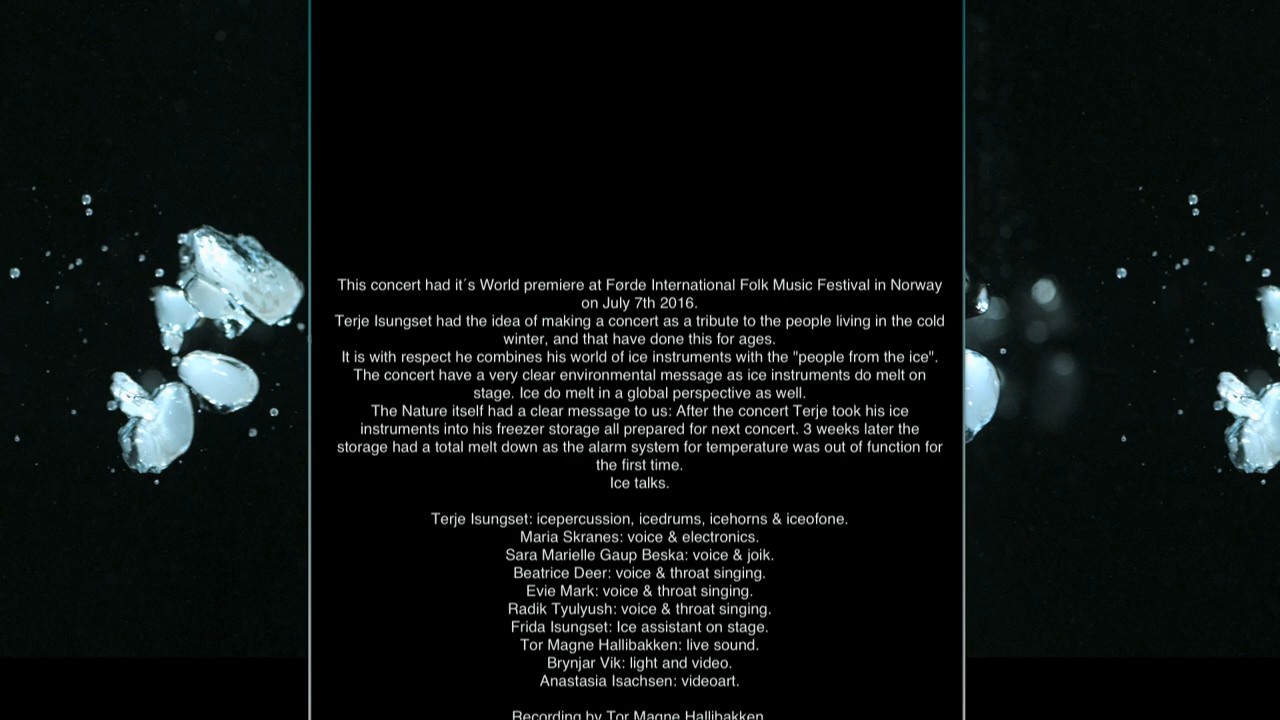 This concert had it´s World premiere at Førde International Folk Music Festival in Norway
on July 7th 2016.
Terje Isungset had the idea of making a concert as a tribute to the people living in the cold
winter, and that have done this for ages.
It is with respect he combines his world of ice instruments with the "people from the ice".
The concert have a very clear environmental message as ice instruments do melt on
stage. Ice do melt in a global perspective as well.
The Nature itself had a clear message to us: After the concert Terje took his ice
instruments into his freezer storage all prepared for next concert. 3 weeks later the
storage had a total melt down as the alarm system for temperature was out of function for
the first time.
Ice talks.
Terje Isungset: icepercussion, icedrums, icehorns & iceofone.
Maria Skranes: voice & electronics.
Sara Marielle Gaup Beska: voice & joik.
Beatrice Deer: voice & throat singing.
Evie Mark: voice & throat singing.
Radik Tyulyush: voice & throat singing.
Frida Isungset: Ice assistant on stage.
Tor Magne Hallibakken: live sound.
Brynjar Vik: light and video.
Anastasia Isachsen: videoart.
Recording by Tor Magne Hallibakken